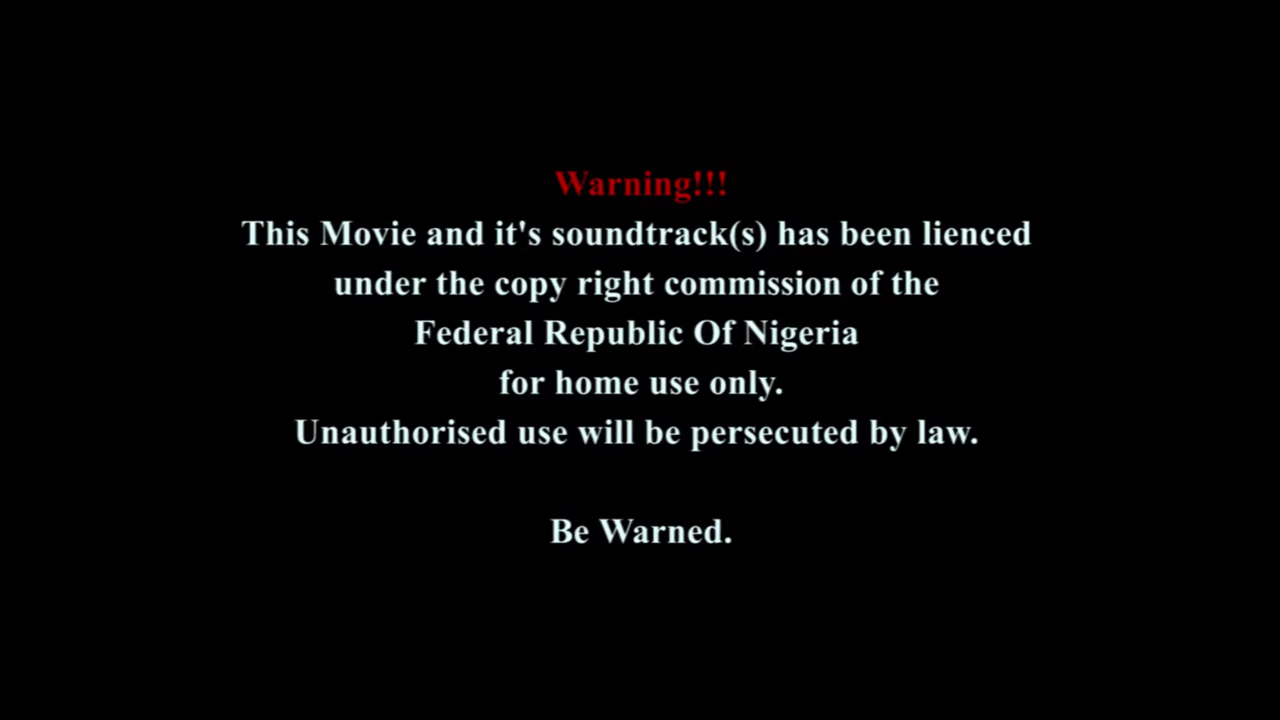 Warning!!!
This Movie and it's soundtrack(s) has been lienced
under the copy right commission of the
Federal Republic Of Nigeria
for home use only.
Unauthorised use will be persecuted by law.
Be Warned.